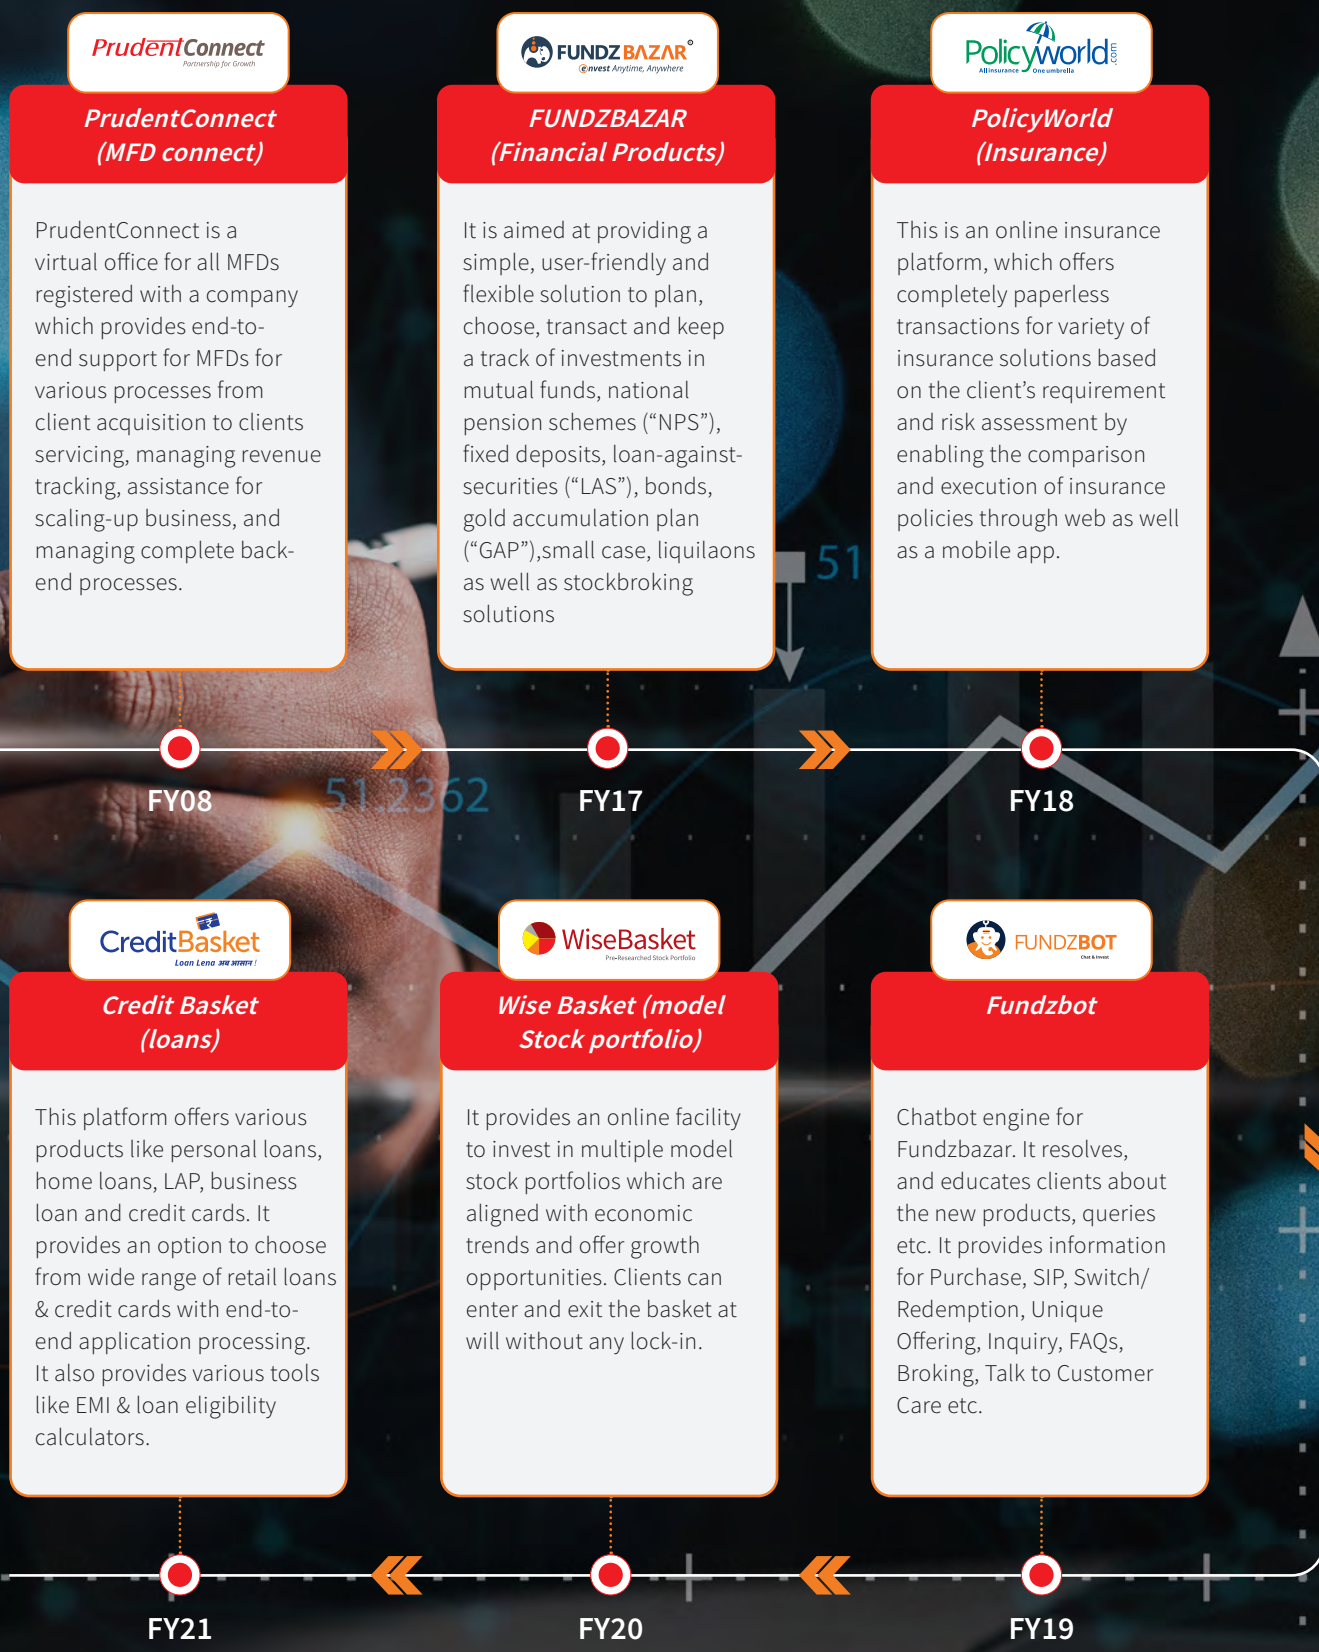 PrudentConnect
Partnership for Growth
PrudentConnect
(MFD connect)
PrudentConnect is a
virtual office for all MFDs
registered with a company
which provides end-to-
end support for MFDs for
various processes from
client acquisition to clients
servicing, managing revenue
tracking, assistance for
scaling-up business, and
managing complete back-
end processes.
FY08
FUNDZBAZAR®
@nvest Anytime, Anywhere
FUNDZBAZAR
(Financial Products)
It is aimed at providing a
simple, user-friendly and
flexible solution to plan,
choose, transact and keep
a track of investments in
mutual funds, national
pension schemes (“NPS”),
fixed deposits, loan-against-
securities (“LAS”), bonds,
gold accumulation plan
(“GAP”),small case, liquilaons
as well as stockbroking
solutions
FY17
Policyworld.com
All insurance One umbrella
PolicyWorld
(Insurance)
This is an online insurance
platform, which offers
completely paperless
transactions for variety of
insurance solutions based
on the client’s requirement
and risk assessment by
enabling the comparison
and execution of insurance
policies through web as well
as a mobile app.
FY18
51
51.2362
CreditBasket
Loan Lena अब आसान !
Credit Basket
(loans)
This platform offers various
products like personal loans,
home loans, LAP, business
loan and credit cards. It
provides an option to choose
from wide range of retail loans
& credit cards with end-to-
end application processing.
It also provides various tools
like EMI & loan eligibility
calculators.
FY21
WiseBasket
Pre-Researched Stock Portfolio
Wise Basket (model
Stock portfolio)
It provides an online facility
to invest in multiple model
stock portfolios which are
aligned with economic
trends and offer growth
opportunities. Clients can
enter and exit the basket at
will without any lock-in.
FY20
FUNDZBOT
Chat & Invest
Fundzbot
Chatbot engine for
Fundzbazar. It resolves,
and educates clients about
the new products, queries
etc. It provides information
for Purchase, SIP, Switch/
Redemption, Unique
Offering, Inquiry, FAQs,
Broking, Talk to Customer
Care etc.
FY19